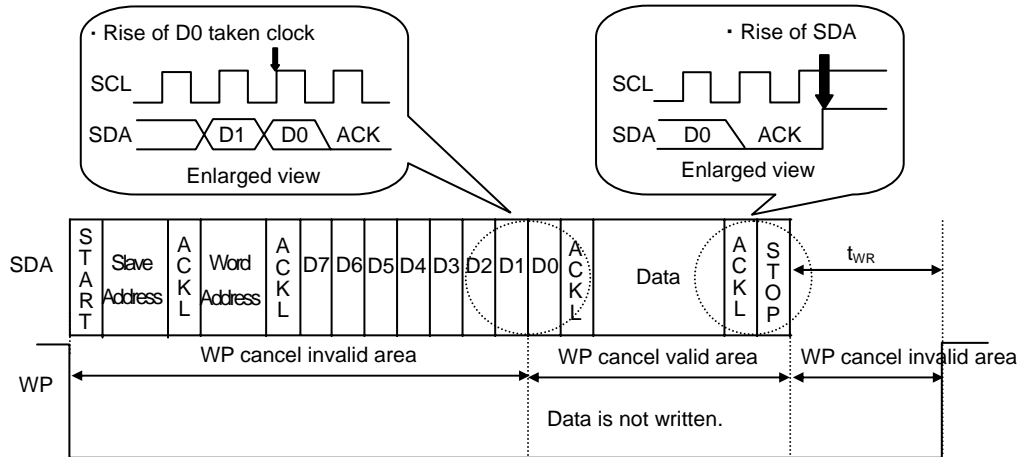 ・Rise of D0 taken clock
SCL
SDA D1 D0 ACK
Enlarged view
・Rise of SDA
SCL
SDA D0 ACK
Enlarged view
SDA START Slave Address ACKL Word Address ACKL D7 D6 D5 D4 D3 D2 D1 D0 ACKL Data ACKL STOP tWR
WP cancel invalid area WP cancel valid area WP cancel invalid area
WP
Data is not written.